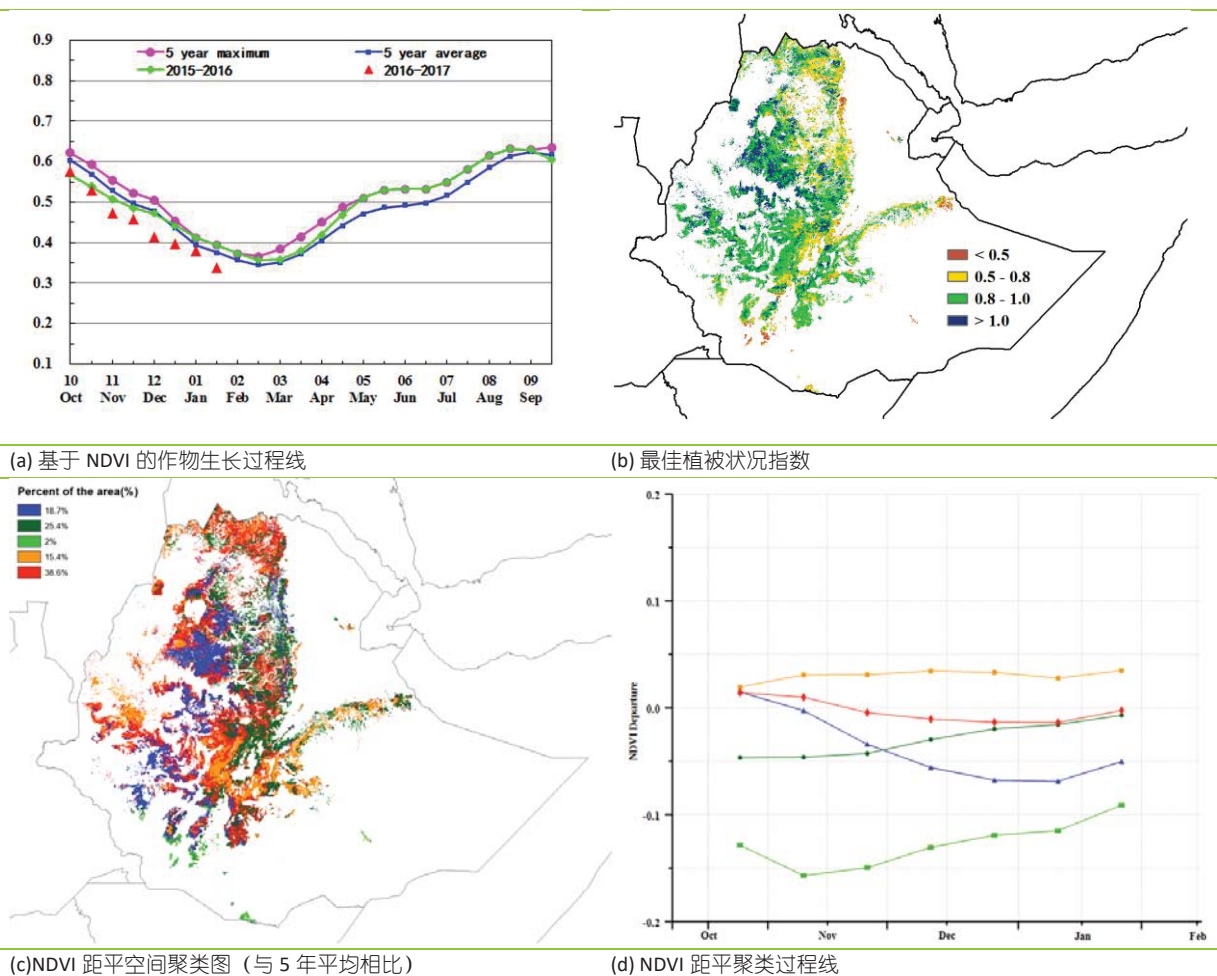 0.9
0.8
0.7
0.6
0.5
0.4
0.3
0.2
0.1
5 year maximum
5 year average
2015-2016
2016-2017
10 11 12 01 02 03 04 05 06 07 08 09
Oct Nov Dec Jan Feb Mar Apr May Jun Jul Aug Sep
< 0.5
0.5 - 0.8
0.8 - 1.0
> 1.0
(a) 基于 NDVI 的作物生长过程线
(b) 最佳植被状况指数
Percent of the area(%)
18.7%
25.4%
2%
15.4%
38.6%
0.2
0.1
0.0
-0.1
-0.2
NDVI Departure
Oct Nov Dec Jan Feb
(c)NDVI 距平空间聚类图（与 5 年平均相比）
(d) NDVI 距平聚类过程线